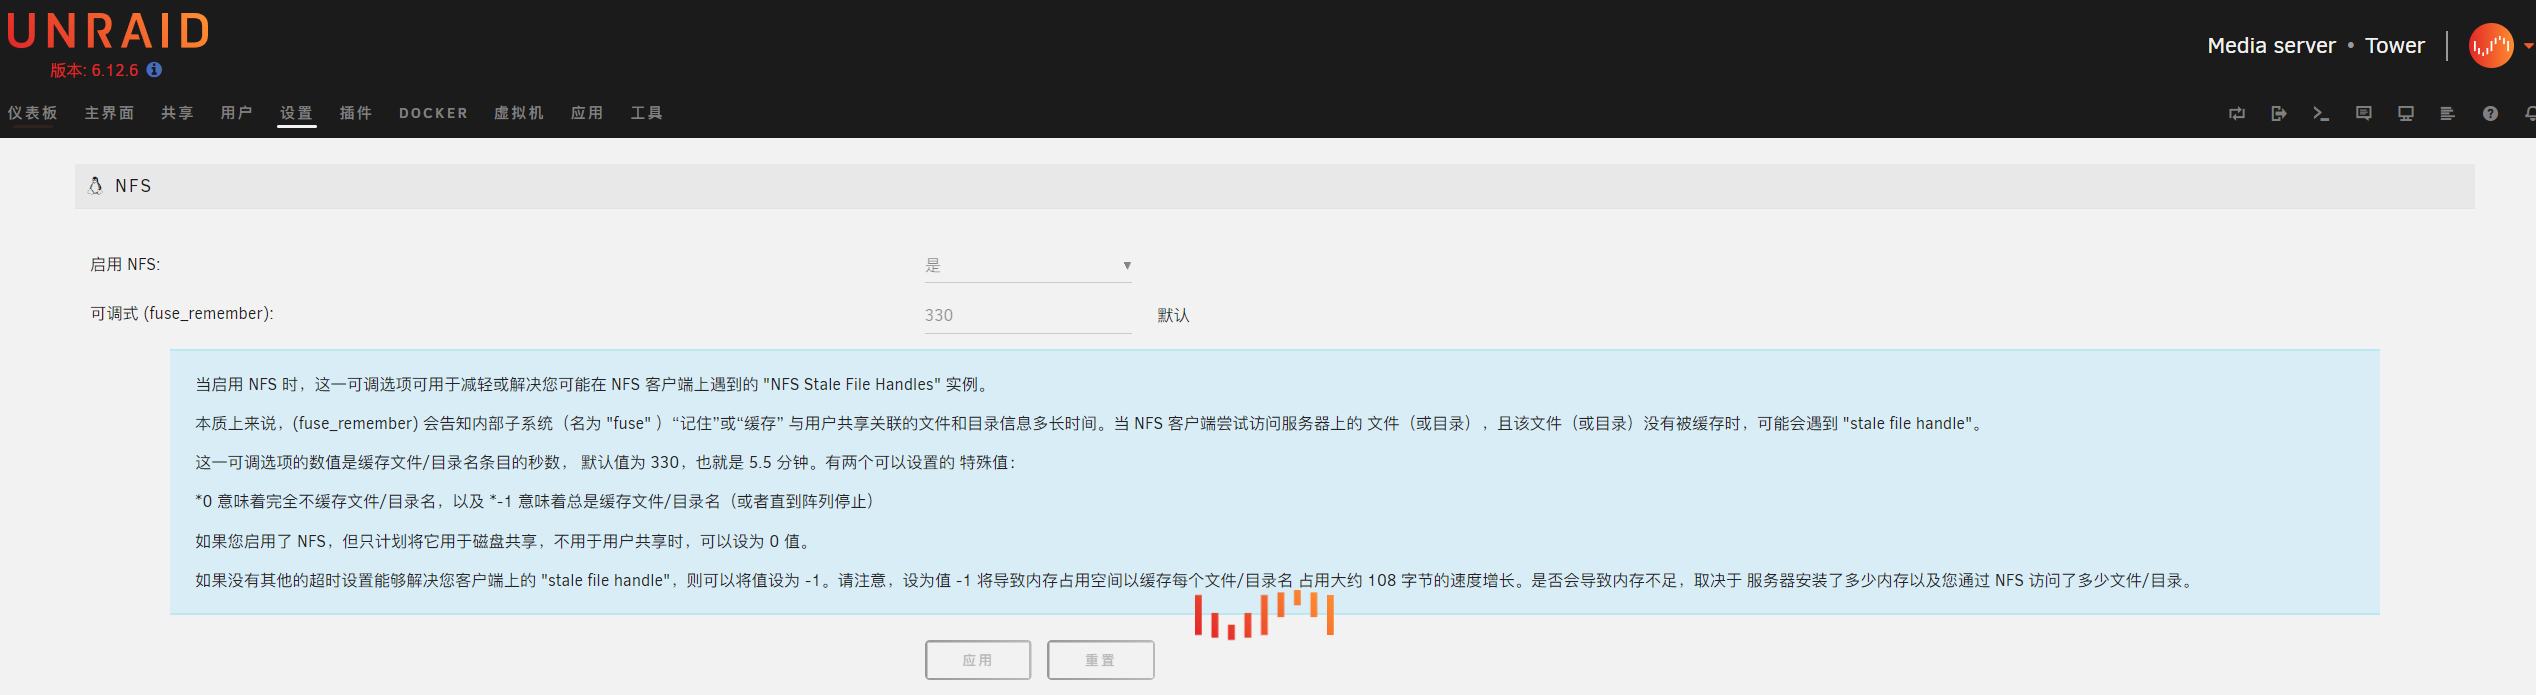 UNRAID
版本: 6.12.6
Media server • Tower
仪表板 主界面 共享 用户 设置 插件 DOCKER 虚拟机 应用 工具
NFS
启用 NFS:
是
可调式 (fuse_remember):
330
默认
当启用 NFS 时，这一可调选项可用于减轻或解决您可能在 NFS 客户端上遇到的 "NFS Stale File Handles" 实例。
本质上来说，(fuse_remember) 会告知内部子系统（名为 "fuse" ）“记住”或“缓存” 与用户共享关联的文件和目录信息多长时间。当 NFS 客户端尝试访问服务器上的 文件（或目录），且该文件（或目录）没有被缓存时，可能会遇到 "stale file handle"。
这一可调选项的数值是缓存文件/目录名条目的秒数， 默认值为 330，也就是 5.5 分钟。有两个可以设置的 特殊值：
*0 意味着完全不缓存文件/目录名，以及 *-1 意味着总是缓存文件/目录名（或者直到阵列停止）
如果您启用了 NFS，但只计划将它用于磁盘共享，不用于用户共享时，可以设为 0 值。
如果没有其他的超时设置能够解决您客户端上的 "stale file handle"，则可以将值设为 -1。请注意，设为值 -1 将导致内存占用空间以缓存每个文件/目录名 占用大约 108 字节的速度增长。是否会导致内存不足，取决于 服务器安装了多少内存以及您通过 NFS 访问了多少文件/目录。
应用 重置